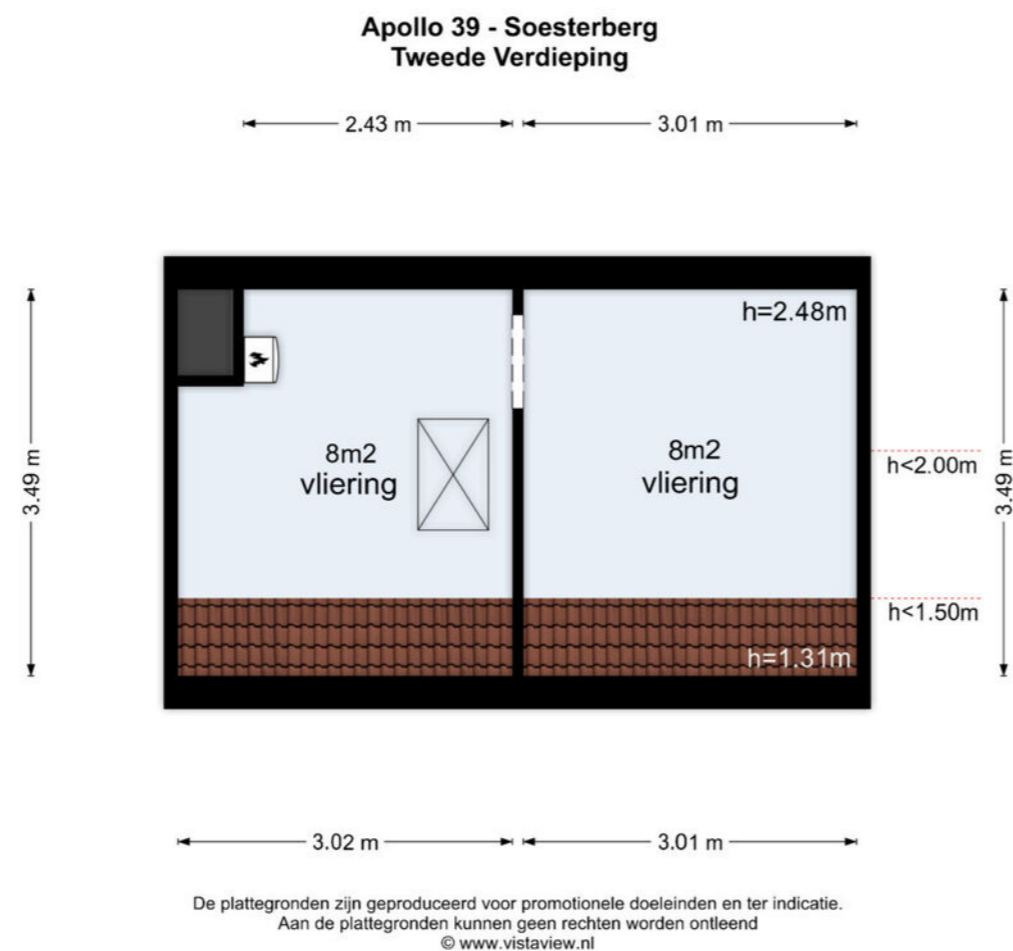 Apollo 39 - Soesterberg
Tweede Verdieping
2.43 m
3.01 m
h=2.48m
8m2
vliering
8m2
vliering
h<2.00m
3.49 m
3.49 m
h<1.50m
h=1.31m
3.02 m
3.01 m
De plattegronden zijn geproduceerd voor promotionele doeleinden en ter indicatie.
Aan de plattegronden kunnen geen rechten worden ontleend
© www.vistaview.nl